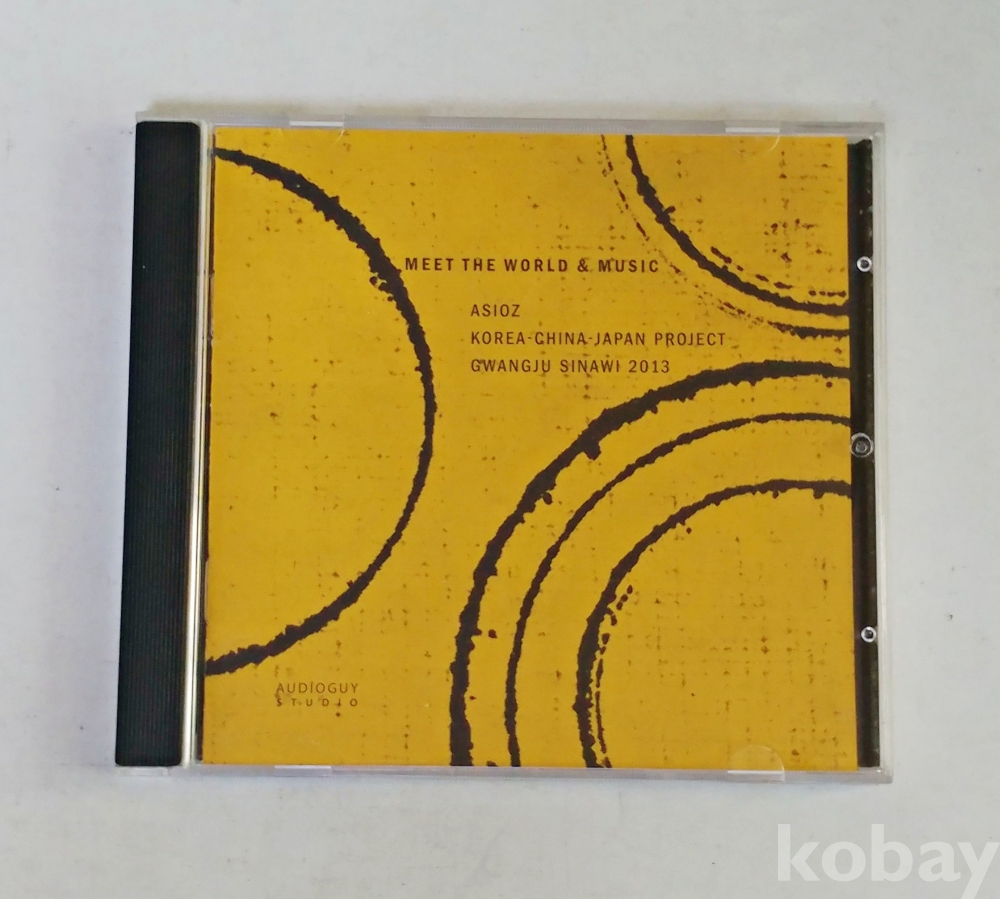 MEET THE WORLD & MUSIC
ASIOZ
KOREA-CHINA-JAPAN PROJECT
GWANGJU SINAWI 2013
AUDIOGUY
STUDIO
kobay